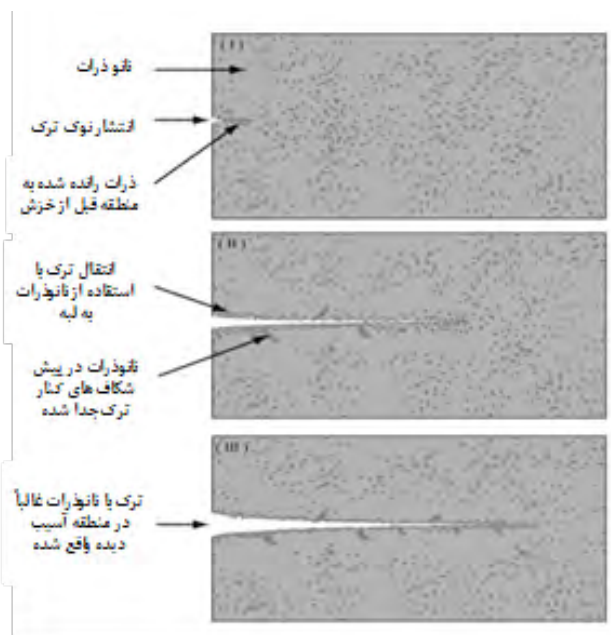 ( I )
نانو ذرات
انتشار نوک ترک
ذرات رانده شده به
منطقه قبل از خزش
( II )
انتقال ترک با
استفاده از نانوذرات
به لبه
نانوذرات در پیش
شکاف های کنار
ترک جدا شده
( III )
ترک با نانوذرات غالباً
در منطقه آسیب
دیده واقع شده